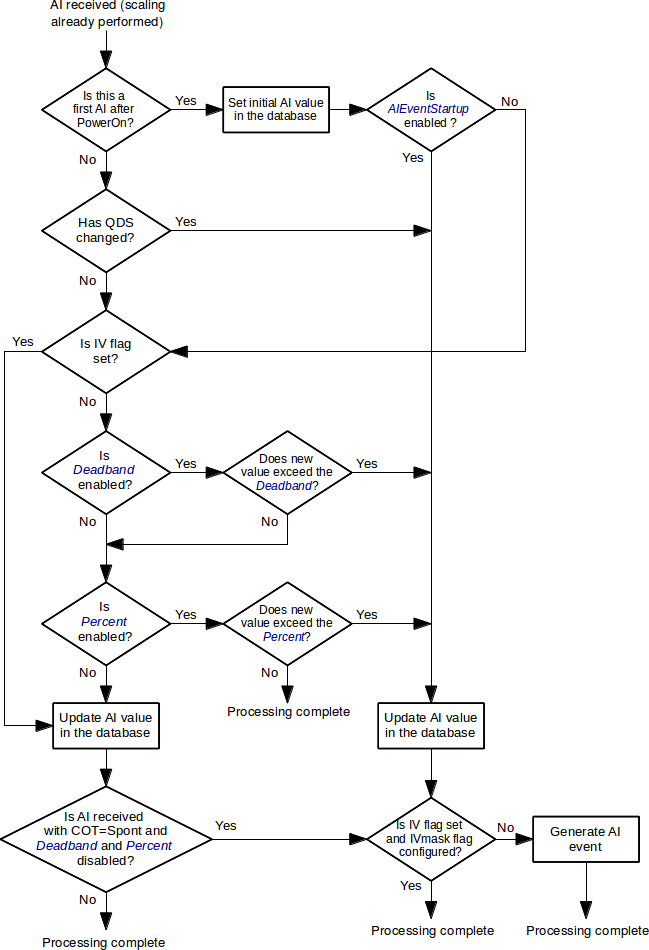 AI received (scaling
already performed)
Is this a
first AI after
PowerOn?
Yes
Set initial AI value
in the database
Is
AIEventStartup
enabled ?
No
Yes
No
Has QDS
changed?
Yes
No
Yes
Is IV flag
set?
No
Is
Deadband
enabled?
Yes
Does new
value exceed the
Deadband?
Yes
No
No
Is
Percent
enabled?
Yes
Does new
value exceed the
Percent?
Yes
No
No
Processing complete
Update AI value
in the database
Update AI value
in the database
Is AI received
with COT=Spont and
Deadband and Percent
disabled?
Yes
Is IV flag set
and IVmask flag
configured?
No
Generate AI
event
No
Yes
Processing complete
Processing complete
Processing complete